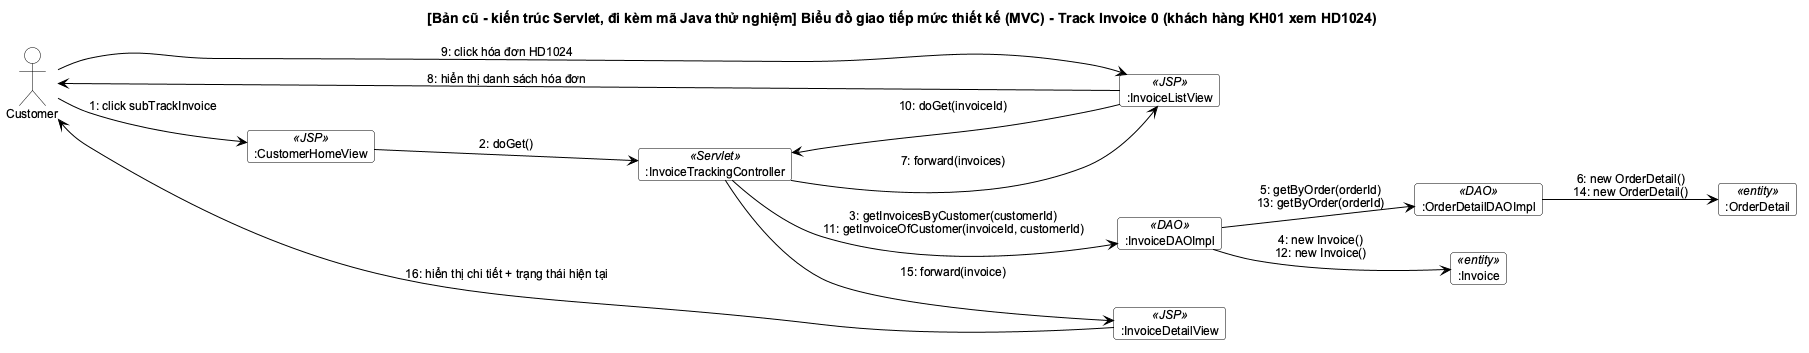 [Bản cũ - kiến trúc Servlet, đi kèm mã Java thử nghiệm] Biểu đồ giao tiếp mức thiết kế (MVC) - Track Invoice 0 (khách hàng KH01 xem HD1024)
9: click hóa đơn HD1024
8: hiển thị danh sách hóa đơn
Customer
1: click subTrackInvoice
«JSP»
:CustomerHomeView
2: doGet()
«Servlet»
:InvoiceTrackingController
«JSP»
:InvoiceListView
10: doGet(invoiceId)
7: forward(invoices)
3: getInvoicesByCustomer(customerId)
11: getInvoiceOfCustomer(invoiceId, customerId)
«DAO»
:InvoiceDAOImpl
5: getByOrder(orderId)
13: getByOrder(orderId)
«DAO»
:OrderDetailDAOImpl
6: new OrderDetail()
14: new OrderDetail()
«entity»
:OrderDetail
4: new Invoice()
12: new Invoice()
«entity»
:Invoice
15: forward(invoice)
16: hiển thị chi tiết + trạng thái hiện tại
«JSP»
:InvoiceDetailView